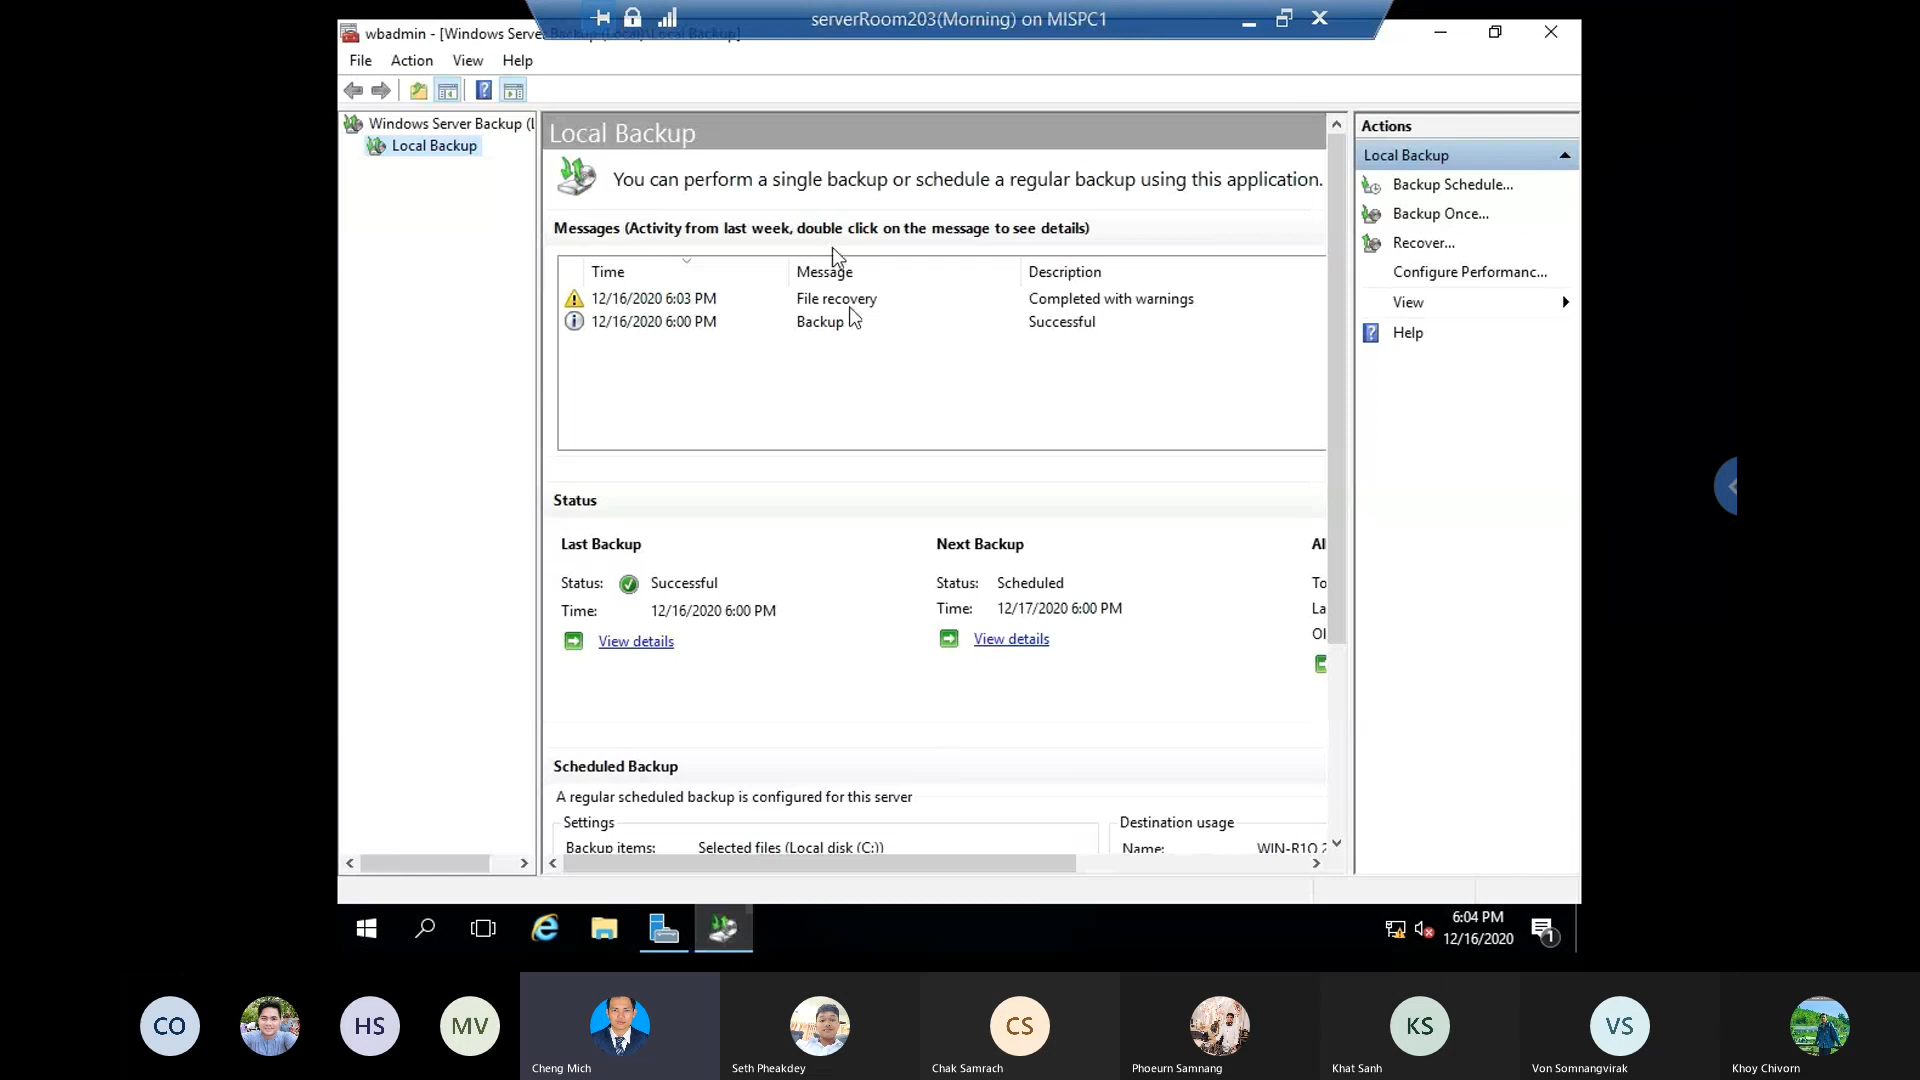 serverRoom203(Morning) on MISPC1
wbadmin - [Windows Server Backup (Local)\Local Backup]
File Action View Help
Windows Server Backup (L
Local Backup
Local Backup
You can perform a single backup or schedule a regular backup using this application.
Messages (Activity from last week, double click on the message to see details)
Time Message Description
12/16/2020 6:03 PM File recovery Completed with warnings
12/16/2020 6:00 PM Backup Successful
Status
Last Backup Next Backup Al
Status: Successful Status: Scheduled To
Time: 12/16/2020 6:00 PM Time: 12/17/2020 6:00 PM La
View details View details Ol
Scheduled Backup
A regular scheduled backup is configured for this server
Settings Destination usage
Backup items: Selected files (Local disk (C:)) Name:
Actions
Local Backup
Backup Schedule...
Backup Once...
Recover...
Configure Performanc...
View
Help
6:04 PM
12/16/2020
1
CO HS MV CS KS VS
Cheng Mich Seth Pheakdey Chak Samrach Phoeurn Samnang Khat Sanh Von Somnangvirak Khoy Chivorn